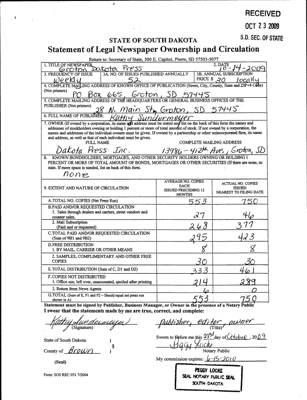 RECEIVED
OCT 23 2009
S.D. SEC. OF STATE
STATE OF SOUTH DAKOTA
Statement of Legal Newspaper Ownership and Circulation
Return to: Secretary of State, 500 E. Capitol, Pierre, SD 57501-5077
1. TITLE OF NEWSPAPER Groton Dakota Press
2. DATE 10-14-2009
3. FREQUENCY OF ISSUE Weekly
3A. NO. OF ISSUES PUBLISHED ANNUALLY 52
3B. ANNUAL SUBSCRIPTION PRICE $ 20 locally
4. COMPLETE MAILING ADDRESS OF KNOWN OFFICE OF PUBLICATION (Street, City, County, State and ZIP+4 Code)
(Not printers) PO Box 665, Groton, SD 57445
5. COMPLETE MAILING ADDRESS OF THE HEADQUARTERS OR GENERAL BUSINESS OFFICES OF THE
PUBLISHER (Not printers) 28 N. Main St, Groton, SD 57445
6. FULL NAME OF PUBLISHER: Kathy Sundermeyer
7. OWNER (If owned by a corporation, its name and address must be stated and list on the back of this form the names and
addresses of stockholders owning or holding 1 percent or more of total amount of stock. If not owned by a corporation, the
names and addresses of the individual owners must be given. If owned by a partnership or other unincorporated firm, its name
and address, as well as that of each individual must be given.
FULL NAME COMPLETE MAILING ADDRESS
Dakota Press Inc. Groton, SD
8. KNOWN BONDHOLDERS, MORTGAGES, AND OTHER SECURITY HOLDERS OWNING OR HOLDING 1
PERCENT OR MORE OF TOTAL AMOUNT OF BONDS, MORTGAGES OR OTHER SECURITIES (If there are none, so
state. If more space is needed, list on back of this form.
none
9. EXTENT AND NATURE OF CIRCULATION
AVERAGE NO. COPIES EACH ISSUED PRECEDING 12 MONTHS
ACTUAL NO. COPIES ISSUED NEAREST TO FILING DATE
A. TOTAL NO. COPIES (Net Press Run) 553 750
B. PAID AND/OR REQUESTED CIRCULATION
1. Sales through dealers and carriers, street vendors and counter sales. 27 46
2. Mail Subscription (Paid and or requested) 268 377
C. TOTAL PAID AND/OR REQUESTED CIRCULATION (Sum of 9B1 and 9B2) 295 423
D. FREE DISTRIBUTION
1. BY MAIL, CARRIER OR OTHER MEANS 8 8
2. SAMPLES, COMPLIMENTARY AND OTHER FREE COPIES 30 30
E. TOTAL DISTRIBUTION (Sum of C, D1 and D2) 333 461
F. COPIES NOT DISTRIBUTED
1. Office use, left over, unaccounted, spoiled after printing 214 289
2. Return from News Agents 6 0
G. TOTAL (Sum of E, F1 and F2 - Should equal net press run shown in A) 553 750
Statement must be signed by Publisher, Business Manager, or Owner in the presence of a Notary Public
I swear that the statements made by me are true, correct, and complete:
Kathy Sundermeyer publisher, editor, owner
(Signature) (Title)
State of South Dakota )
County of Brown )
Sworn to before me this day of October, 2009
Peggy Locke
Notary Public
(Seal)
My commission expires: 6-15-2011
Form: SOS REC 051 7/2004
PEGGY LOCKE
SEAL NOTARY PUBLIC SEAL
SOUTH DAKOTA